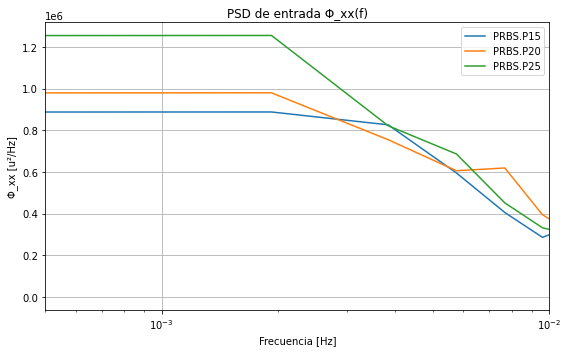 PSD de entrada Φ_xx(f)
1e6
PRBS.P15
PRBS.P20
PRBS.P25
Φ_xx [u²/Hz]
1.2
1.0
0.8
0.6
0.4
0.2
0.0
10⁻³
10⁻²
Frecuencia [Hz]